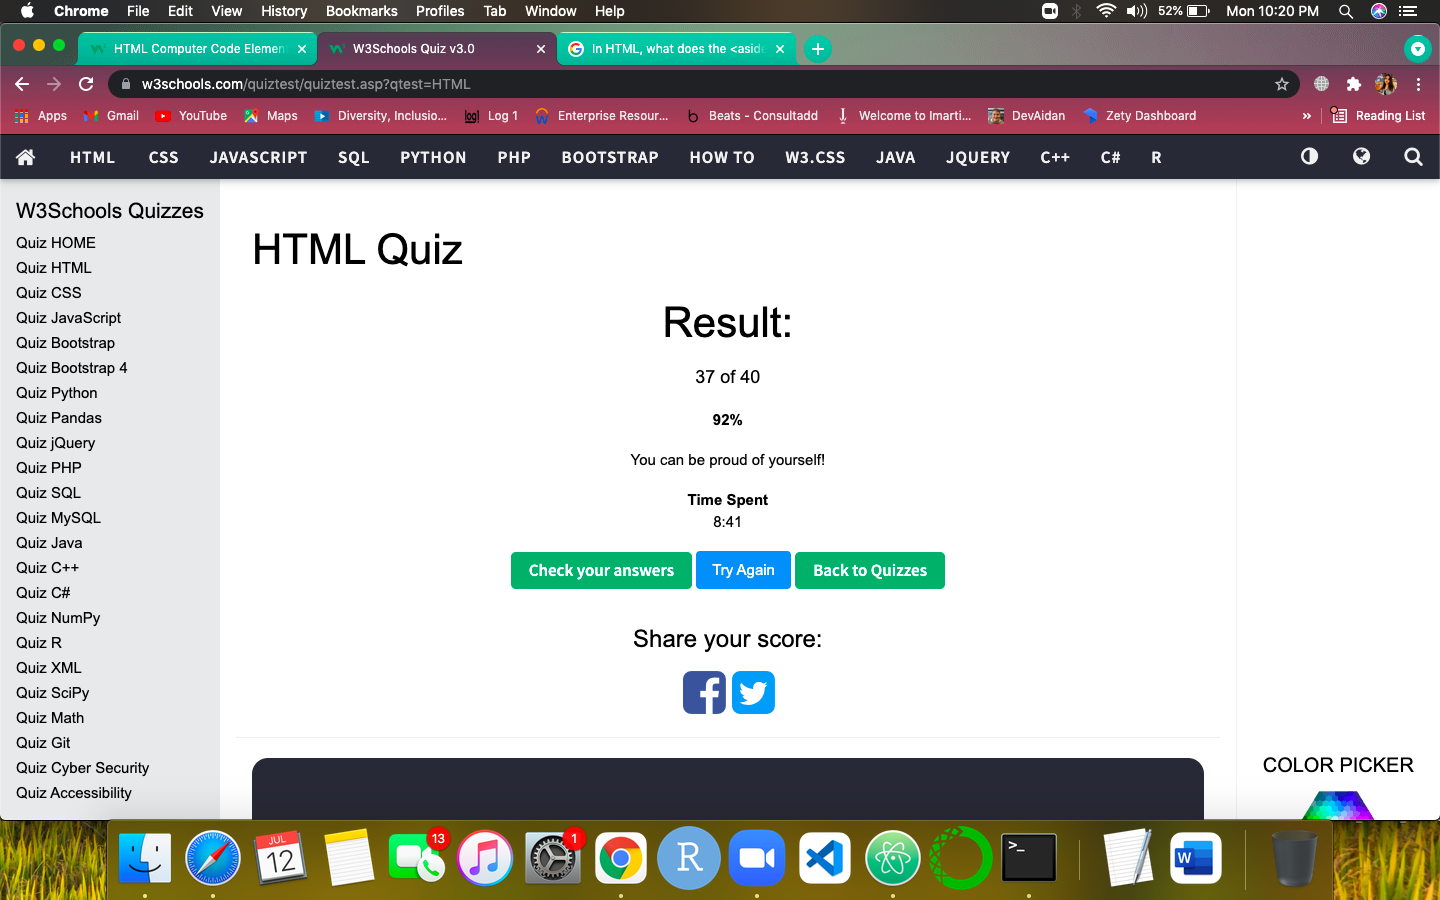 Chrome File Edit View History Bookmarks Profiles Tab Window Help 52% Mon 10:20 PM
HTML Computer Code Elemen W3Schools Quiz v3.0 In HTML, what does the <aside
w3schools.com/quiztest/quiztest.asp?qtest=HTML
Apps Gmail YouTube Maps Diversity, Inclusio... log! Log 1 Enterprise Resour... b Beats - Consultadd Welcome to Imarti... DevAidan Zety Dashboard » Reading List
HTML CSS JAVASCRIPT SQL PYTHON PHP BOOTSTRAP HOW TO W3.CSS JAVA JQUERY C++ C# R
W3Schools Quizzes
Quiz HOME
Quiz HTML
Quiz CSS
Quiz JavaScript
Quiz Bootstrap
Quiz Bootstrap 4
Quiz Python
Quiz Pandas
Quiz jQuery
Quiz PHP
Quiz SQL
Quiz MySQL
Quiz Java
Quiz C++
Quiz C#
Quiz NumPy
Quiz R
Quiz XML
Quiz SciPy
Quiz Math
Quiz Git
Quiz Cyber Security
Quiz Accessibility
HTML Quiz
Result:
37 of 40
92%
You can be proud of yourself!
Time Spent
8:41
Check your answers Try Again Back to Quizzes
Share your score:
COLOR PICKER
JUL
12
13
1
R
>_
W